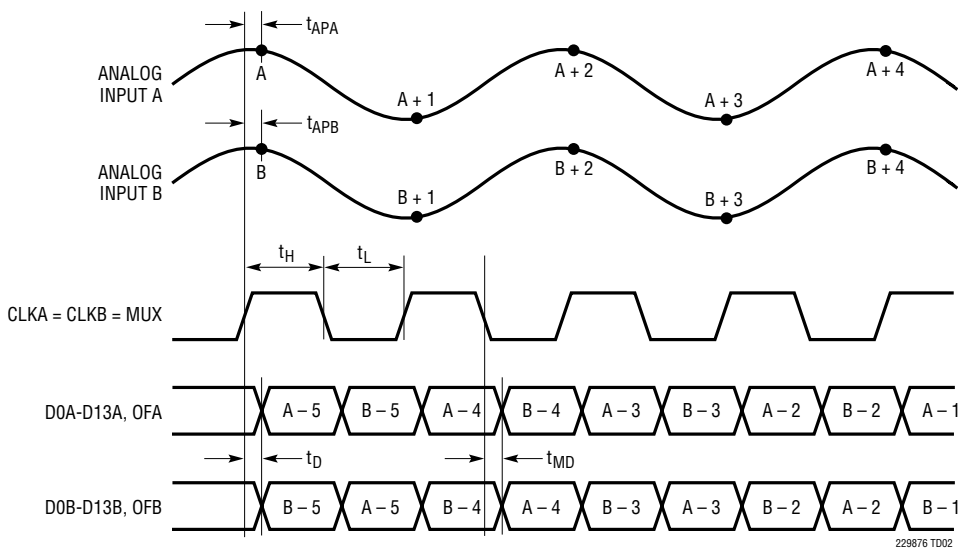 tAPA
ANALOG
INPUT A
A
A + 1
A + 2
A + 3
A + 4
tAPB
ANALOG
INPUT B
B
B + 1
B + 2
B + 3
B + 4
tH
tL
CLKA = CLKB = MUX
D0A-D13A, OFA
A – 5
B – 5
A – 4
B – 4
A – 3
B – 3
A – 2
B – 2
A – 1
tD
tMD
D0B-D13B, OFB
B – 5
A – 5
B – 4
A – 4
B – 3
A – 3
B – 2
A – 2
B – 1
229876 TD02